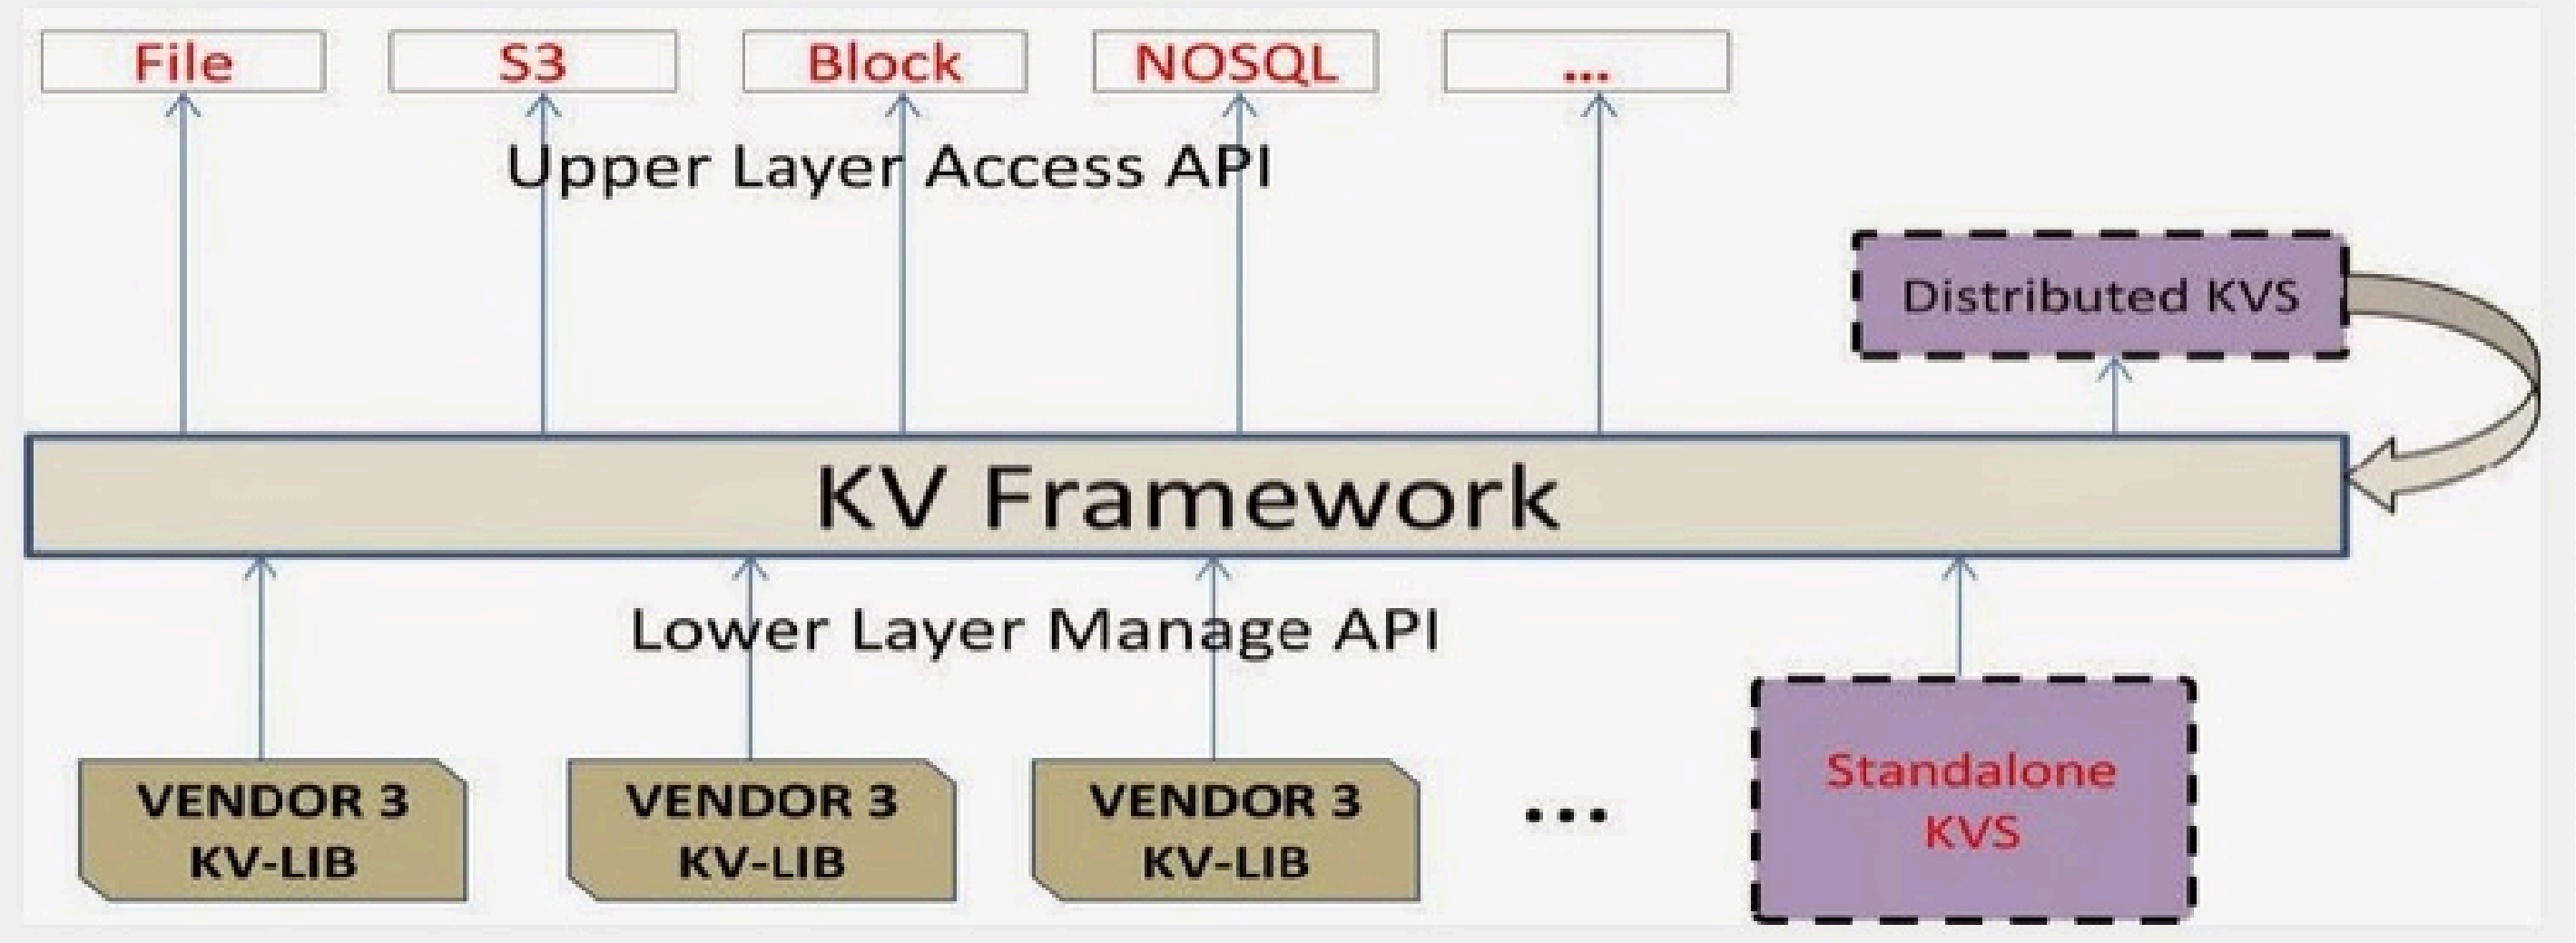 File
S3
Block
NOSQL
...
Upper Layer Access API
Distributed KVS
KV Framework
Lower Layer Manage API
VENDOR 3
KV-LIB
VENDOR 3
KV-LIB
VENDOR 3
KV-LIB
...
Standalone
KVS